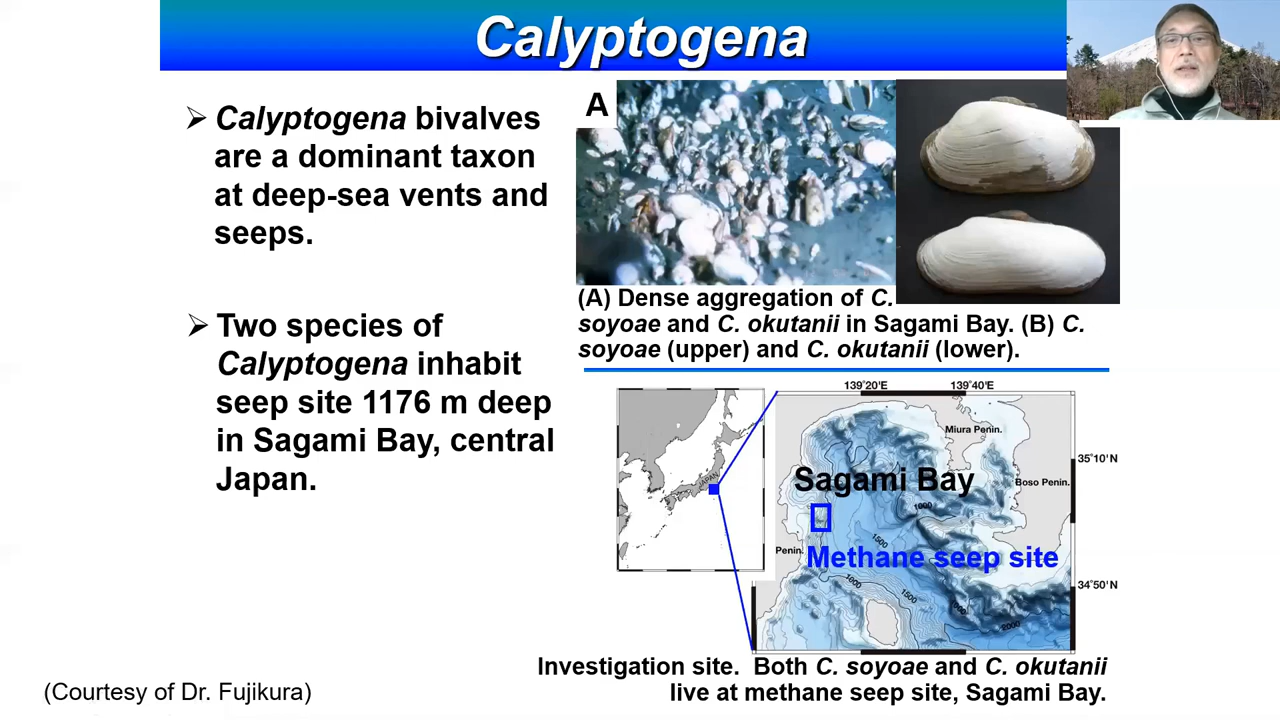 Calyptogena
➢ Calyptogena bivalves
are a dominant taxon
at deep-sea vents and
seeps.
➢ Two species of
Calyptogena inhabit
seep site 1176 m deep
in Sagami Bay, central
Japan.
A
(A) Dense aggregation of C.
soyoae and C. okutanii in Sagami Bay. (B) C.
soyoae (upper) and C. okutanii (lower).
139°20'E 139°40'E
Miura Penin.
35°10'N
JAPAN
Sagami Bay
Boso Penin.
1000
1500
Penin.
Methane seep site
1000
1500
34°50'N
2000
Investigation site. Both C. soyoae and C. okutanii
live at methane seep site, Sagami Bay.
(Courtesy of Dr. Fujikura)